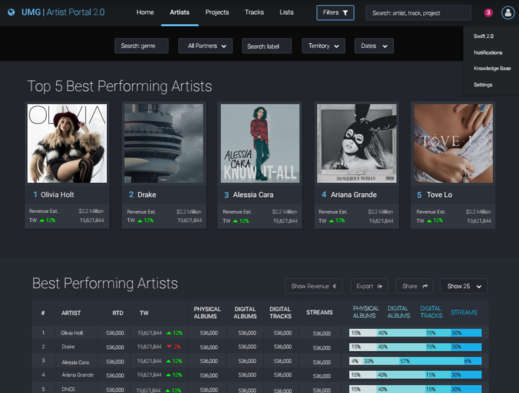 UMG | Artist Portal 2.0 Home Artists Projects Tracks Lists Filters Search: artist, track, project 3
Swift 2.0
Notifications
Knowledge Base
Settings
Search: genre All Partners Search: label Territory Dates
Top 5 Best Performing Artists
OLIVIA
ALESSIA CARA
KNOW-IT-ALL
DANGEROUS WOMAN
TOVE LO
1 Olivia Holt 2 Drake 3 Alessia Cara 4 Ariana Grande 5 Tove Lo
Revenue Est. $2.2 Million Revenue Est. $2.2 Million Revenue Est. $2.2 Million Revenue Est. $2.2 Million Revenue Est. $2.2 Million
TW 12% 19,621,844 TW 12% 19,621,844 TW 12% 19,621,844 TW 12% 19,621,844 TW 12% 19,621,844
Best Performing Artists Show Revenue € Export Share Show 25
# ARTIST RTD TW PHYSICAL ALBUMS DIGITAL ALBUMS DIGITAL TRACKS STREAMS PHYSICAL ALBUMS DIGITAL ALBUMS DIGITAL TRACKS STREAMS
1 Olivia Holt 536,000 19,621,844 12% 536,000 536,000 536,000 536,000 15% 40% 15% 30%
2 Drake 536,000 19,621,844 2% 536,000 536,000 536,000 536,000 15% 40% 15% 30%
3 Alessia Cara 536,000 19,621,844 12% 536,000 536,000 536,000 536,000 4% 33% 57% 6%
4 Ariana Grande 536,000 19,621,844 12% 536,000 536,000 536,000 536,000 15% 40% 15% 30%
5 DNCE 536,000 19,621,844 12% 536,000 536,000 536,000 536,000 15% 40% 15% 30%